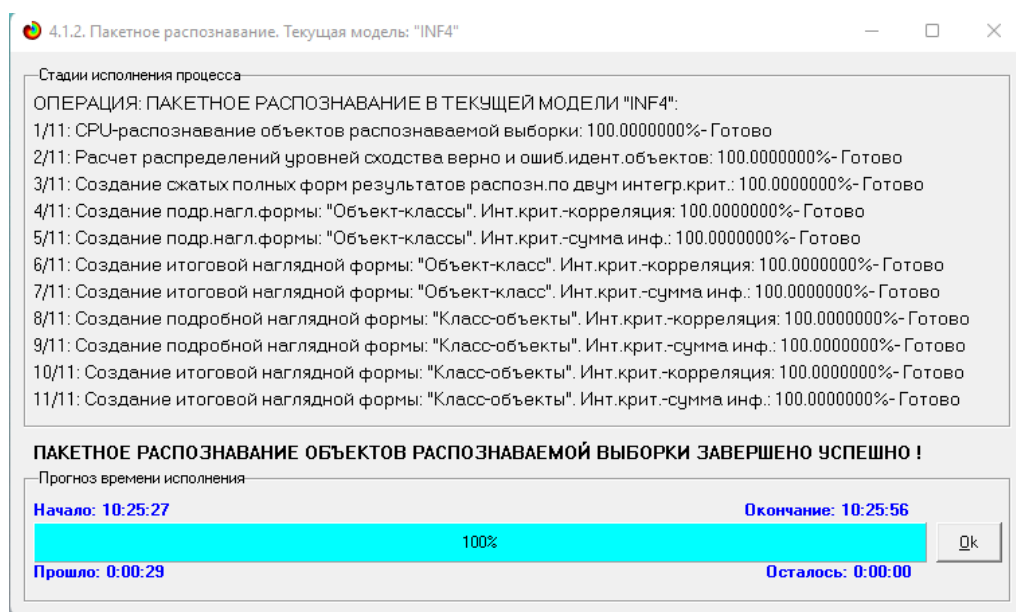 4.1.2. Пакетное распознавание. Текущая модель: "INF4"
Стадии исполнения процесса
ОПЕРАЦИЯ: ПАКЕТНОЕ РАСПОЗНАВАНИЕ В ТЕКУЩЕЙ МОДЕЛИ "INF4":
1/11: CPU-распознавание объектов распознаваемой выборки: 100.0000000%- Готово
2/11: Расчет распределений уровней сходства верно и ошиб.идент.объектов: 100.0000000%- Готово
3/11: Создание сжатых полных форм результатов распозн.по двум интегр.крит.: 100.0000000%- Готово
4/11: Создание подр.нагл.формы: "Объект-классы". Инт.крит.-корреляция: 100.0000000%- Готово
5/11: Создание подр.нагл.формы: "Объект-классы". Инт.крит.-сумма инф.: 100.0000000%- Готово
6/11: Создание итоговой наглядной формы: "Объект-класс". Инт.крит.-корреляция: 100.0000000%- Готово
7/11: Создание итоговой наглядной формы: "Объект-класс". Инт.крит.-сумма инф.: 100.0000000%- Готово
8/11: Создание подробной наглядной формы: "Класс-объекты". Инт.крит.-корреляция: 100.0000000%- Готово
9/11: Создание подробной наглядной формы: "Класс-объекты". Инт.крит.-сумма инф.: 100.0000000%- Готово
10/11: Создание итоговой наглядной формы: "Класс-объекты". Инт.крит.-корреляция: 100.0000000%- Готово
11/11: Создание итоговой наглядной формы: "Класс-объекты". Инт.крит.-сумма инф.: 100.0000000%- Готово
ПАКЕТНОЕ РАСПОЗНАВАНИЕ ОБЪЕКТОВ РАСПОЗНАВАЕМОЙ ВЫБОРКИ ЗАВЕРШЕНО УСПЕШНО !
Прогноз времени исполнения
Начало: 10:25:27 Окончание: 10:25:56
100% Ok
Прошло: 0:00:29 Осталось: 0:00:00